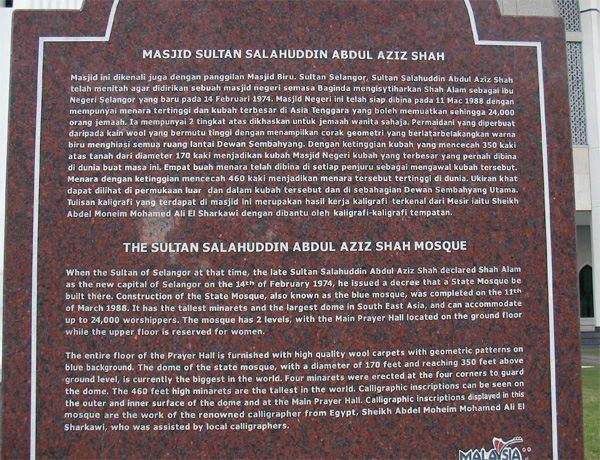 MASJID SULTAN SALAHUDDIN ABDUL AZIZ SHAH
Masjid ini dikenali juga dengan panggilan Masjid Biru. Sultan Selangor, Sultan Salahuddin Abdul Aziz Shah
telah menitah agar didirikan sebuah masjid negeri semasa Baginda mengisytiharkan Shah Alam sebagai ibu
Negeri Selangor yang baru pada 14 Februari 1974. Masjid Negeri ini telah siap dibina pada 11 Mac 1988 dengan
mempunyai menara tertinggi dan kubah terbesar di Asia Tenggara yang boleh memuatkan sehingga 24,000
orang jemaah. Ia mempunyai 2 tingkat atas dikhaskan untuk jemaah wanita sahaja. Permaidani yang diperbuat
daripada kain wool yang bermutu tinggi dengan menampilkan corak geometri yang berlatarbelakangkan warna
biru menghiasi semua ruang lantai Dewan Sembahyang. Dengan ketinggian kubah yang mencecah 350 kaki
atas tanah dari diameter 170 kaki menjadikan kubah Masjid Negeri kubah yang terbesar yang pernah dibina
di dunia buat masa ini. Empat buah menara telah dibina di setiap penjuru sebagai mengawal kubah tersebut.
Menara dengan ketinggian mencecah 460 kaki menjadikan menara tersebut tertinggi di dunia. Ukiran khat
dapat dilihat di permukaan luar dan dalam kubah tersebut dan di sebahagian Dewan Sembahyang Utama.
Tulisan kaligrafi yang terdapat di masjid ini merupakan hasil kerja kaligrafi terkenal dari Mesir iaitu Sheikh
Abdel Moneim Mohamed Ali El Sharkawi dengan dibantu oleh kaligrafi-kaligrafi tempatan.
THE SULTAN SALAHUDDIN ABDUL AZIZ SHAH MOSQUE
When the Sultan of Selangor at that time, the late Sultan Salahuddin Abdul Aziz Shah declared Shah Alam
as the new capital of Selangor on the 14th of February 1974, he issued a decree that a State Mosque be
built there. Construction of the State Mosque, also known as the blue mosque, was completed on the 11th
of March 1988. It has the tallest minarets and the largest dome in South East Asia, and can accommodate
up to 24,000 worshippers. The mosque has 2 levels, with the Main Prayer Hall located on the ground floor
while the upper floor is reserved for women.
The entire floor of the Prayer Hall is furnished with high quality wool carpets with geometric patterns on
blue background. The dome of the state mosque, with a diameter of 170 feet and reaching 350 feet above
ground level, is currently the biggest in the world. Four minarets were erected at the four corners to guard
the dome. The 460 feet high minarets are the tallest in the world. Calligraphic inscriptions can be seen on
the outer and inner surface of the dome and at the Main Prayer Hall. Calligraphic inscriptions displayed in this
mosque are the work of the renowned calligrapher from Egypt, Sheikh Abdel Moheim Mohamed Ali El
Sharkawi, who was assisted by local calligraphers.
MALAYSIA